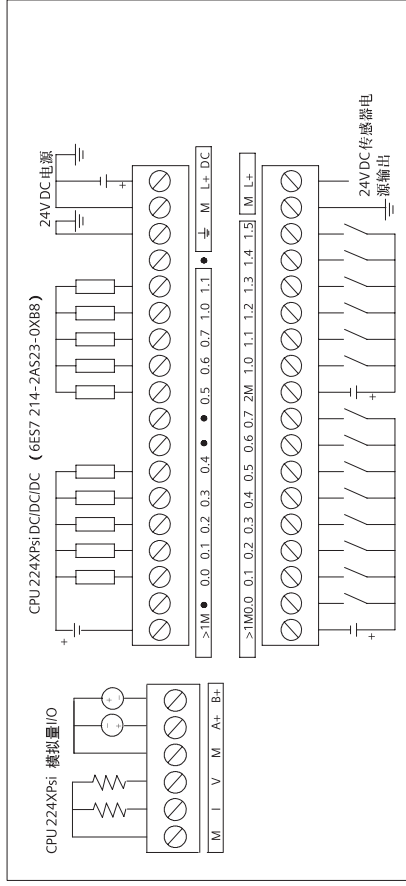 CPU 224XPsi 模拟量I/O
M I V M A+ B+
CPU 224XPsi DC/DC/DC （ 6ES7 214-2AS23-0XB8 ）
24V DC 电源
+
+
>1M ● 0.0 0.1 0.2 0.3 0.4 ● ● 0.5 0.6 0.7 1.0 1.1 ● ⏚ M L+ DC
>1M0.0 0.1 0.2 0.3 0.4 0.5 0.6 0.7 2M 1.0 1.1 1.2 1.3 1.4 1.5 M L+
+
+
24V DC 传感器电
源输出